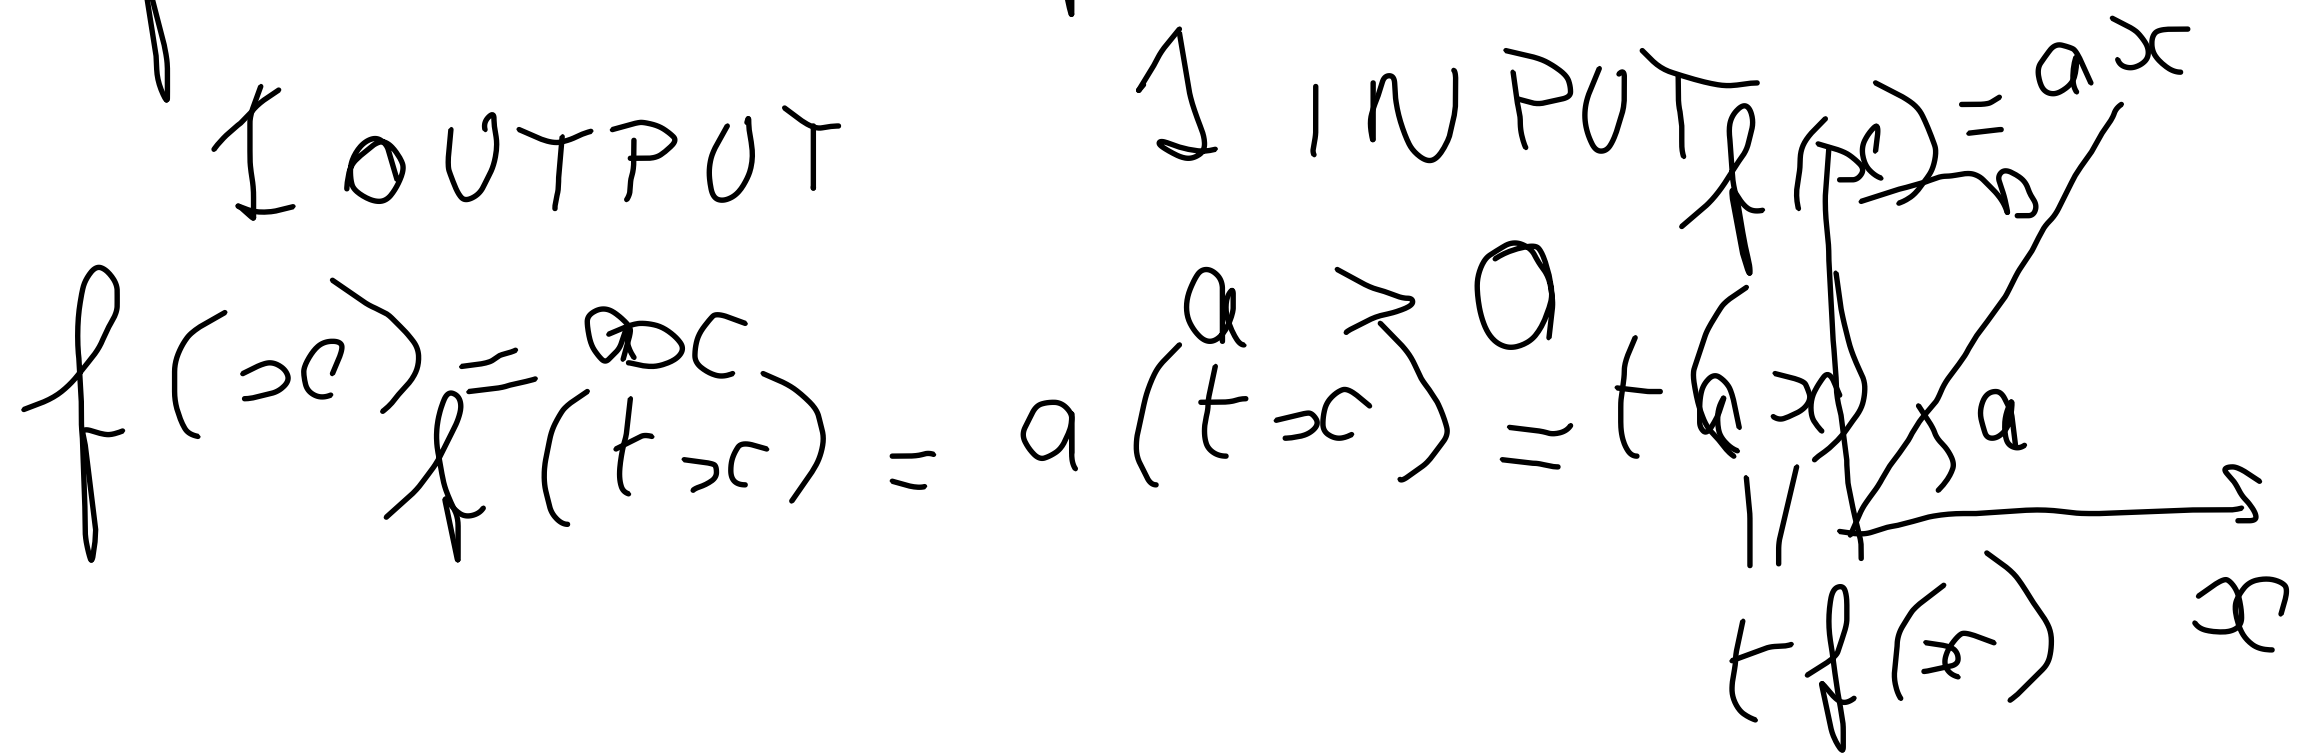 1 OUTPUT 1 INPUT
f(x) = ax a > 0
f(tx) = a(tx) = t(ax)
||
tf(x)
f(x) = ax
a
x